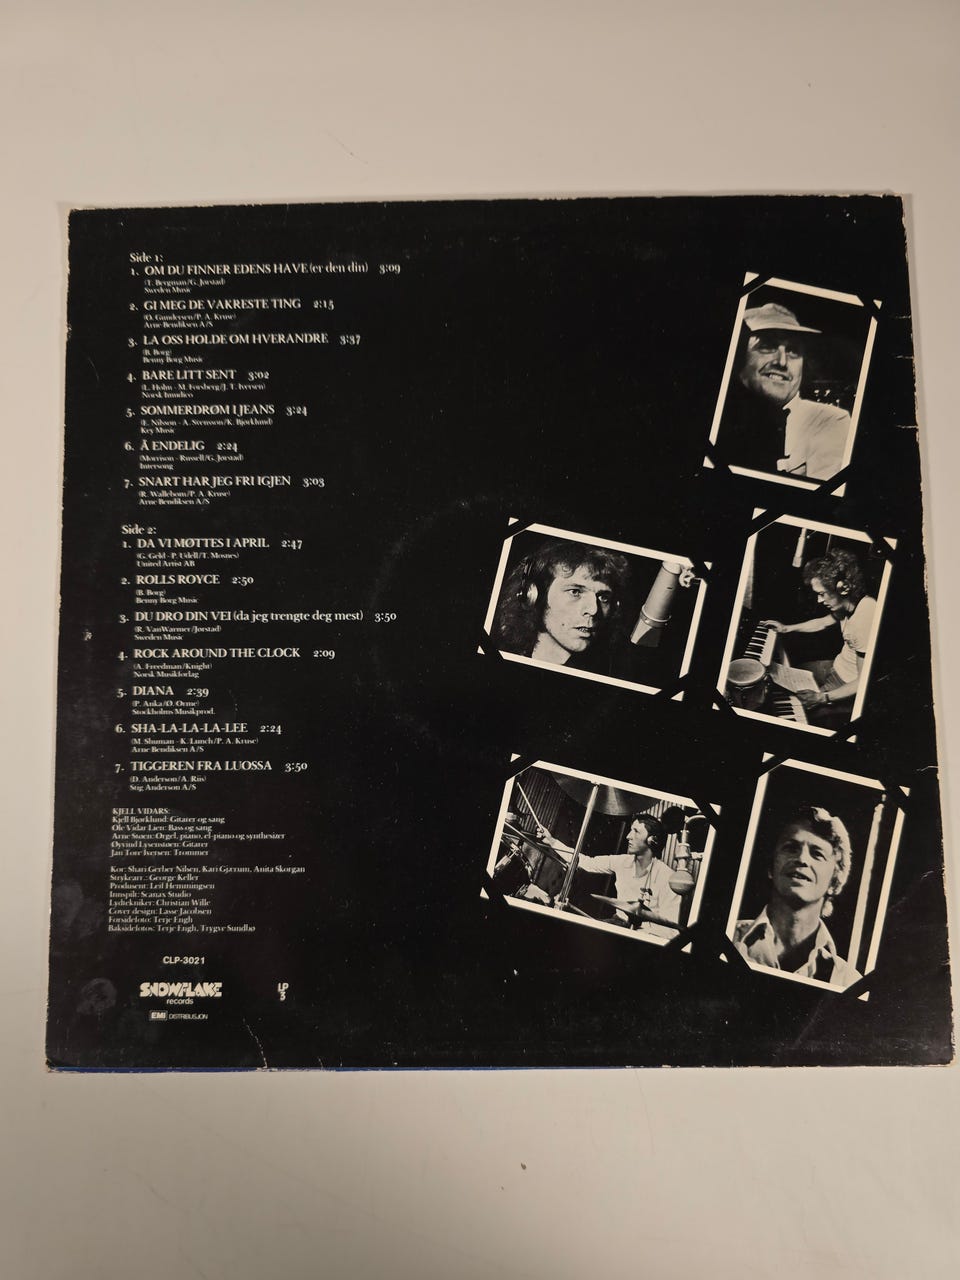 Side 1:
1. OM DU FINNER EDENS HAVE (er den din) 3:09
(T. Bergman/G. Jørstad)
Sweden Music
2. GI MEG DE VAKRESTE TING 2:15
(O. Gundersen/P. A. Kruse)
Arne Bendiksen A/S
3. LA OSS HOLDE OM HVERANDRE 3:37
(B. Borg)
Benny Borg Music
4. BARE LITT SENT 3:02
(L. Holm - M. Forsberg/J. T. Iversen)
Norsk Imudico
5. SOMMERDRØM I JEANS 3:24
(E. Nilsson - A. Svensson/K. Bjørklund)
Key Music
6. Å ENDELIG 2:24
(Morrison - Russell/G. Jørstad)
Intersong
7. SNART HAR JEG FRI IGJEN 3:03
(R. Wallebom/P. A. Kruse)
Arne Bendiksen A/S
Side 2:
1. DA VI MØTTES I APRIL 2:47
(G. Geld - P. Udell/T. Mosnes)
United Artist AB
2. ROLLS ROYCE 2:50
(B. Borg)
Benny Borg Music
3. DU DRO DIN VEI (da jeg trengte deg mest) 3:50
(R. VanWarmer/Jørstad)
Sweden Music
4. ROCK AROUND THE CLOCK 2:09
(A. Freedman/Knight)
Norsk Musikforlag
5. DIANA 2:39
(P. Anka/Ø. Orme)
Stockholms Musikprod.
6. SHA-LA-LA-LA-LEE 2:24
(M. Shuman - K. Lunch/P. A. Kruse)
Arne Bendiksen A/S
7. TIGGEREN FRA LUOSSA 3:50
(D. Anderson/A. Riis)
Stig Anderson A/S
KJELL VIDARS:
Kjell Bjørklund: Gitarer og sang
Ole Vidar Lien: Bass og sang
Arne Støen: Orgel, piano, el-piano og synthesizer
Øyvind Lysenstøen: Gitarer
Jan Tore Iversen: Trommer
Kor: Shari Gerber Nilsen, Kari Gjærum, Anita Skorgan
Strykearr.: George Keller
Produsent: Leif Hemmingsen
Innspilt: Scanax Studio
Lydtekniker: Christian Wille
Cover design: Lasse Jacobsen
Forsidefoto: Terje Engh
Baksidefotos: Terje Engh, Trygve Sundbø
CLP-3021
SNOWFLAKE
records
LP
5
EMI DISTRIBUSJON